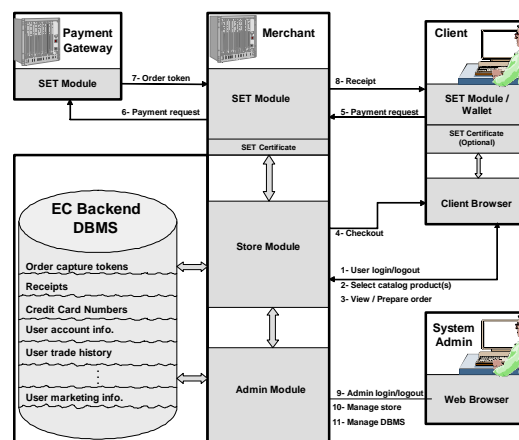 Payment
Gateway
SET Module
7- Order token
6- Payment request
Merchant
SET Module
SET Certificate
8- Receipt
5- Payment request
Client
SET Module /
Wallet
SET Certificate
(Optional)
Client Browser
EC Backend
DBMS
Order capture tokens
Receipts
Credit Card Numbers
User account info.
User trade history
User marketing info.
Store Module
4- Checkout
1- User login/logout
2- Select catalog product(s)
3- View / Prepare order
Admin Module
9- Admin login/logout
10- Manage store
11- Manage DBMS
System
Admin
Web Browser